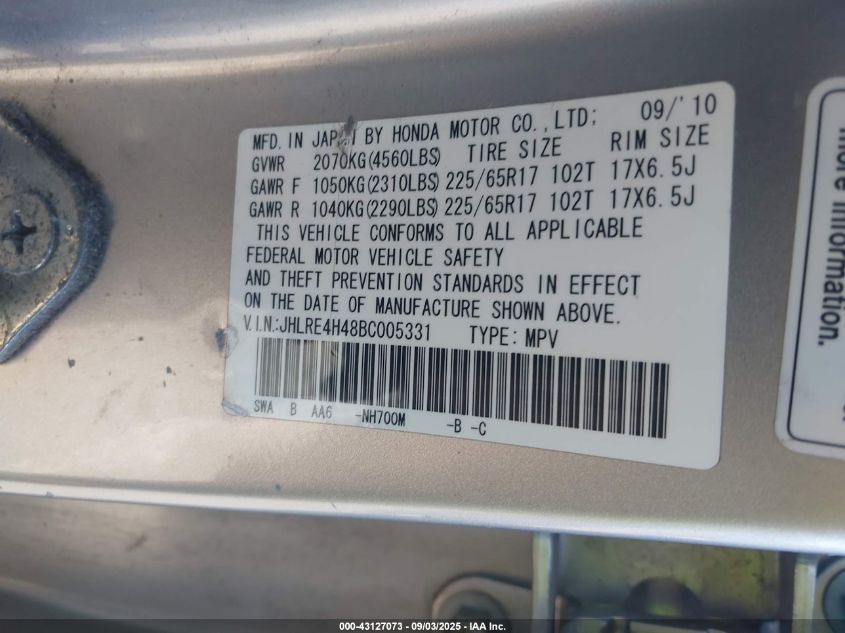 MFD. IN JAPAN BY HONDA MOTOR CO.,LTD; 09/'10
GVWR 2070KG(4560LBS) TIRE SIZE RIM SIZE
GAWR F 1050KG(2310LBS) 225/65R17 102T 17X6.5J
GAWR R 1040KG(2290LBS) 225/65R17 102T 17X6.5J
THIS VEHICLE CONFORMS TO ALL APPLICABLE
FEDERAL MOTOR VEHICLE SAFETY
AND THEFT PREVENTION STANDARDS IN EFFECT
ON THE DATE OF MANUFACTURE SHOWN ABOVE.
V.I.N.:JHLRE4H48BC005331 TYPE: MPV
SWA B AA6 -NH700M -B -C
more information.
000-43127073 - 09/03/2025 - IAA Inc.